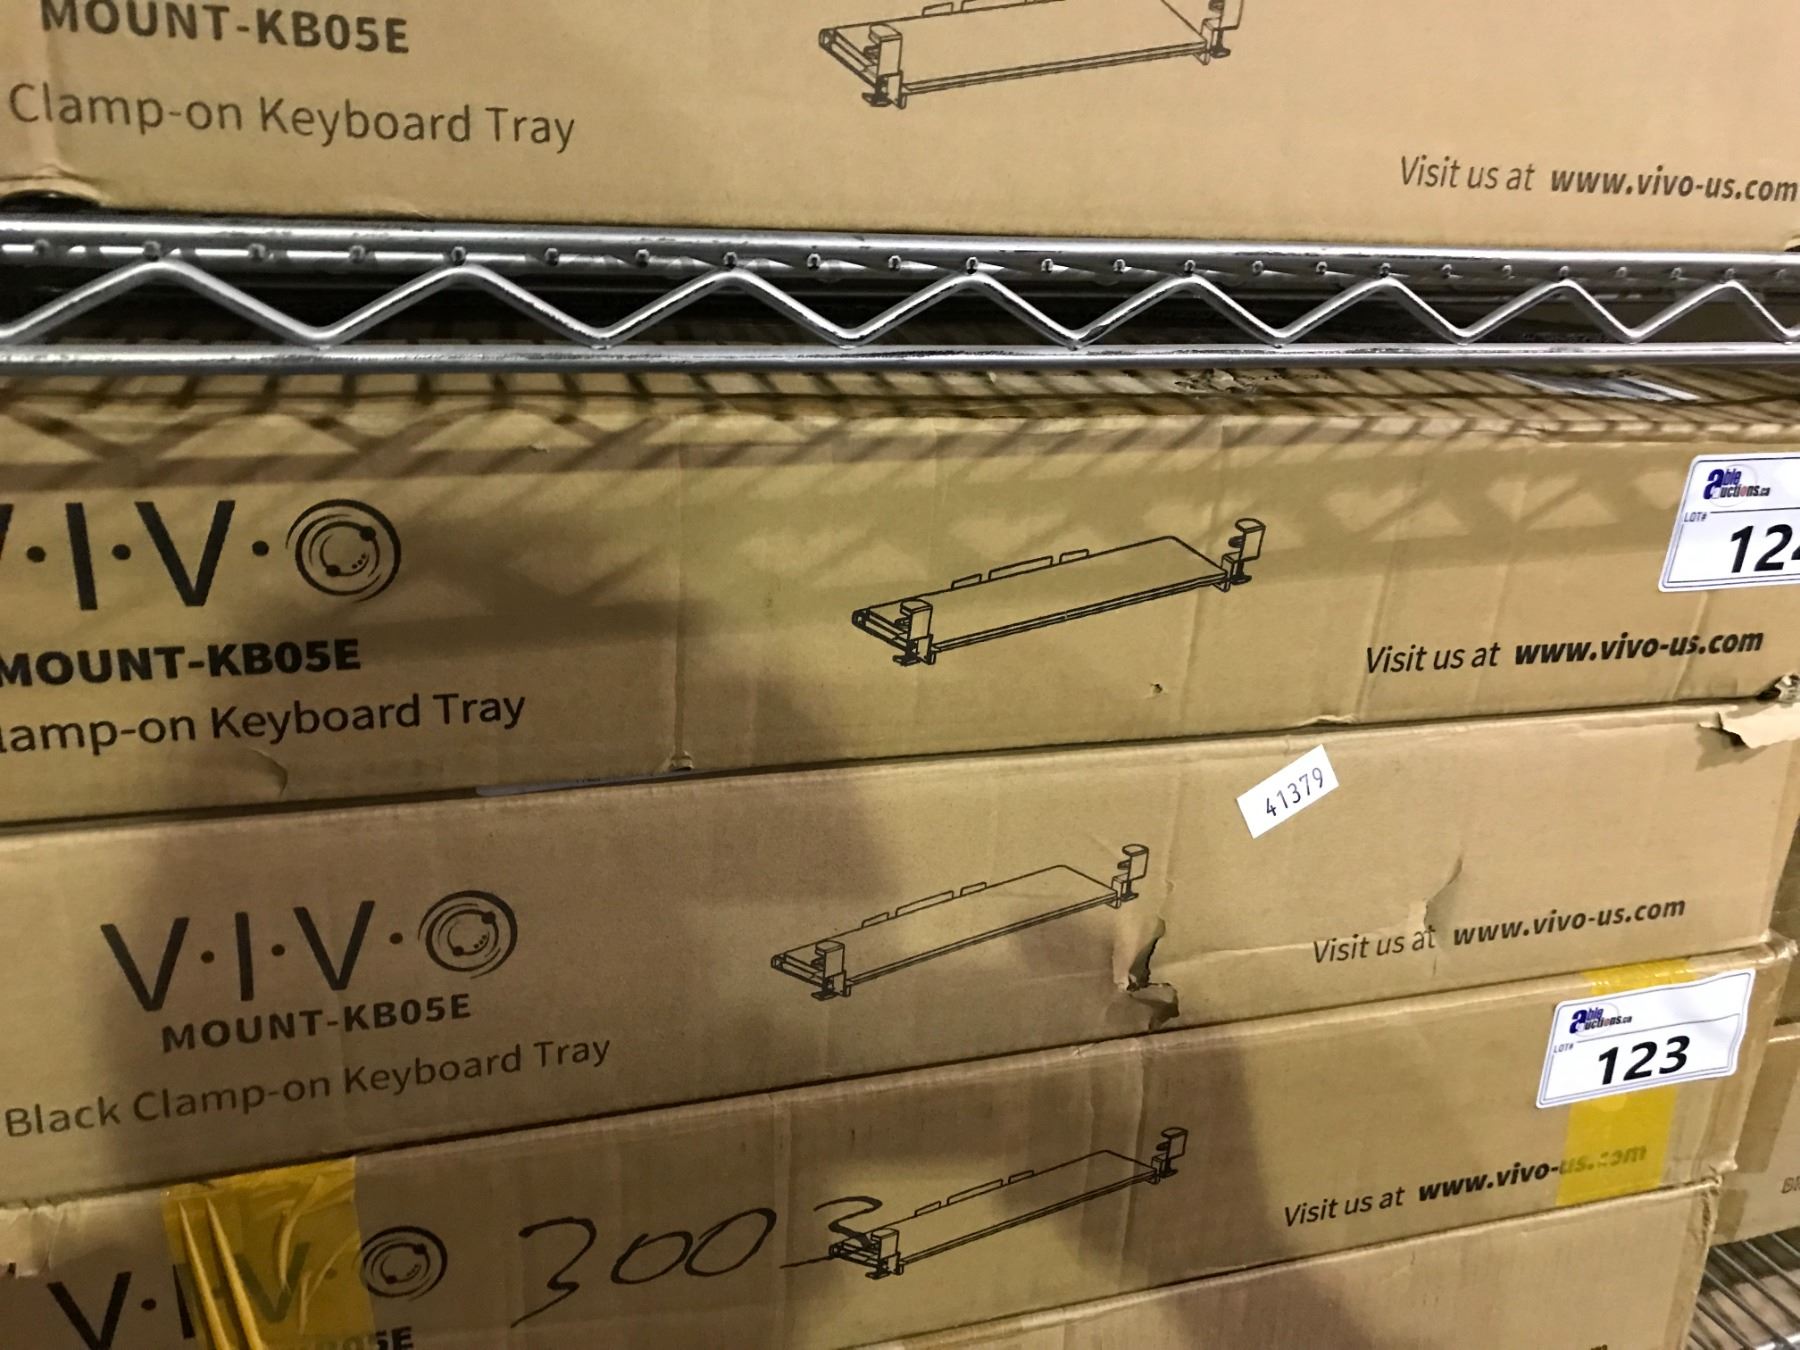 MOUNT-KB05E
Clamp-on Keyboard Tray
Visit us at www.vivo-us.com
V·I·V·O
MOUNT-KB05E
lamp-on Keyboard Tray
Visit us at www.vivo-us.com
able auctions.ca
LOT#
124
41379
V·I·V·O
MOUNT-KB05E
Black Clamp-on Keyboard Tray
Visit us at www.vivo-us.com
able auctions.ca
LOT#
123
V·I·V·O
3003
B05E
Visit us at www.vivo-us.com